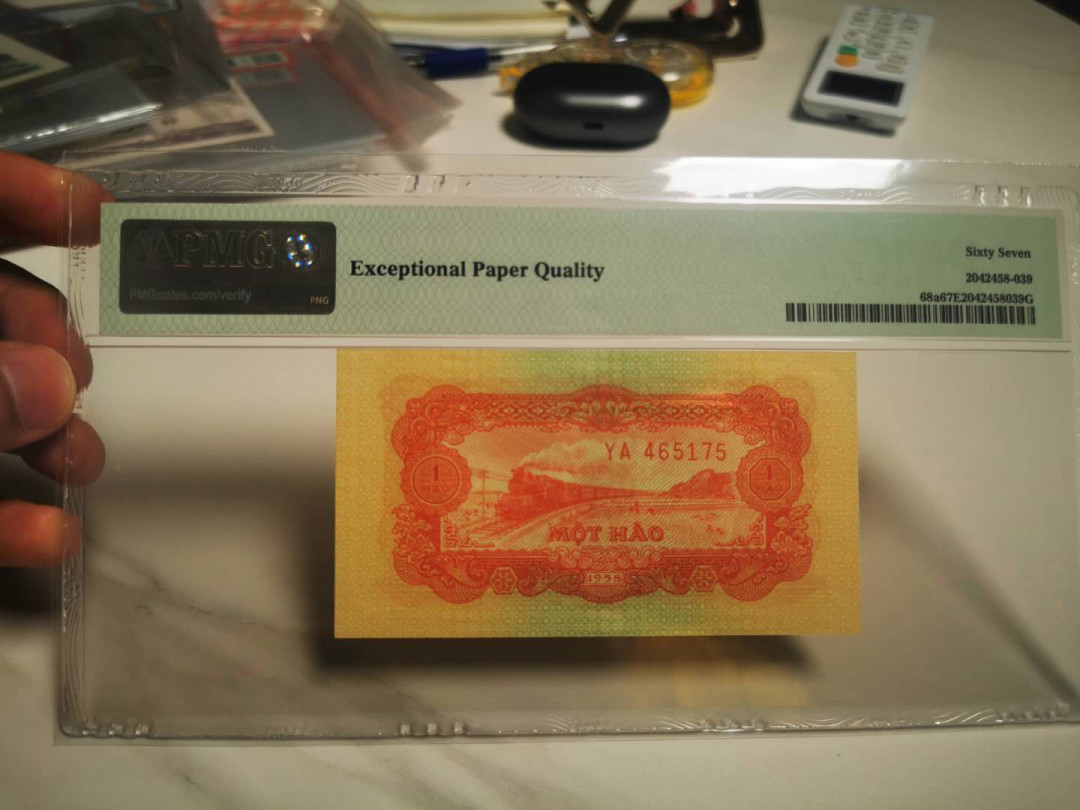 PMG
PMGnotes.com/verify
PNG
Exceptional Paper Quality
Sixty Seven
2042458-039
68a67E2042458039G
YA 465175
1
1
MỘT HÀO
1958